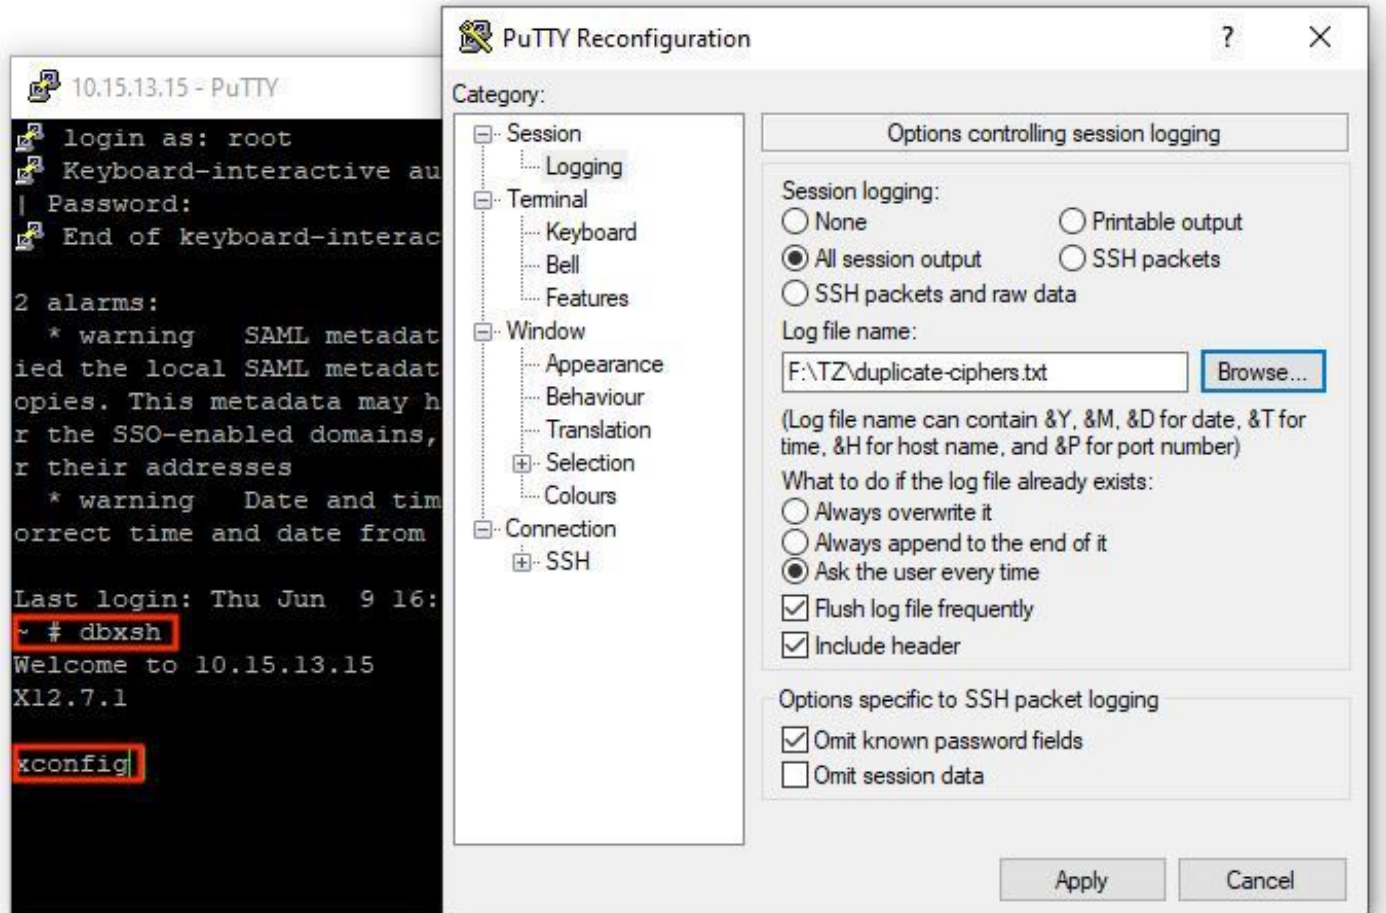 10.15.13.15 - PuTTY
login as: root
Keyboard-interactive au
| Password:
End of keyboard-interac
2 alarms:
* warning   SAML metadat
ied the local SAML metadat
opies. This metadata may h
r the SSO-enabled domains,
r their addresses
* warning   Date and tim
orrect time and date from
Last login: Thu Jun  9 16:
~ # dbxsh
Welcome to 10.15.13.15
X12.7.1
xconfig
PuTTY Reconfiguration
?
Category:
Session
Logging
Terminal
Keyboard
Bell
Features
Window
Appearance
Behaviour
Translation
Selection
Colours
Connection
SSH
Options controlling session logging
Session logging:
None
Printable output
All session output
SSH packets
SSH packets and raw data
Log file name:
F:\TZ\duplicate-ciphers.txt
Browse...
(Log file name can contain &Y, &M, &D for date, &T for
time, &H for host name, and &P for port number)
What to do if the log file already exists:
Always overwrite it
Always append to the end of it
Ask the user every time
Flush log file frequently
Include header
Options specific to SSH packet logging
Omit known password fields
Omit session data
Apply
Cancel